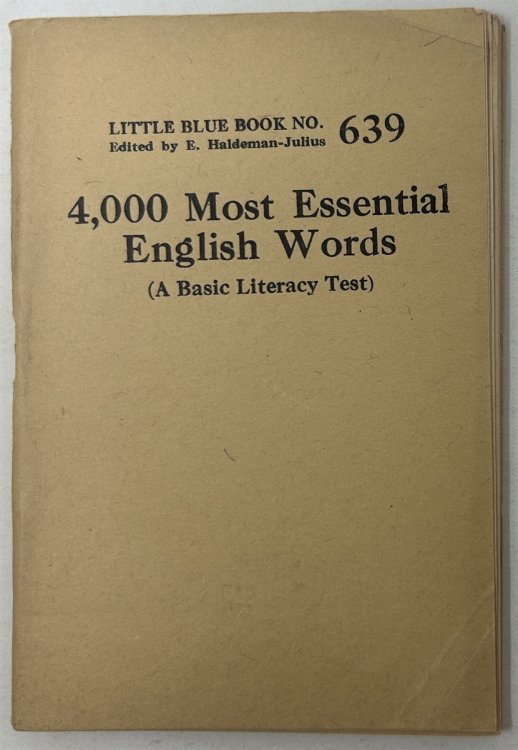 LITTLE BLUE BOOK NO. 639
Edited by E. Haldeman-Julius
4,000 Most Essential
English Words
(A Basic Literacy Test)